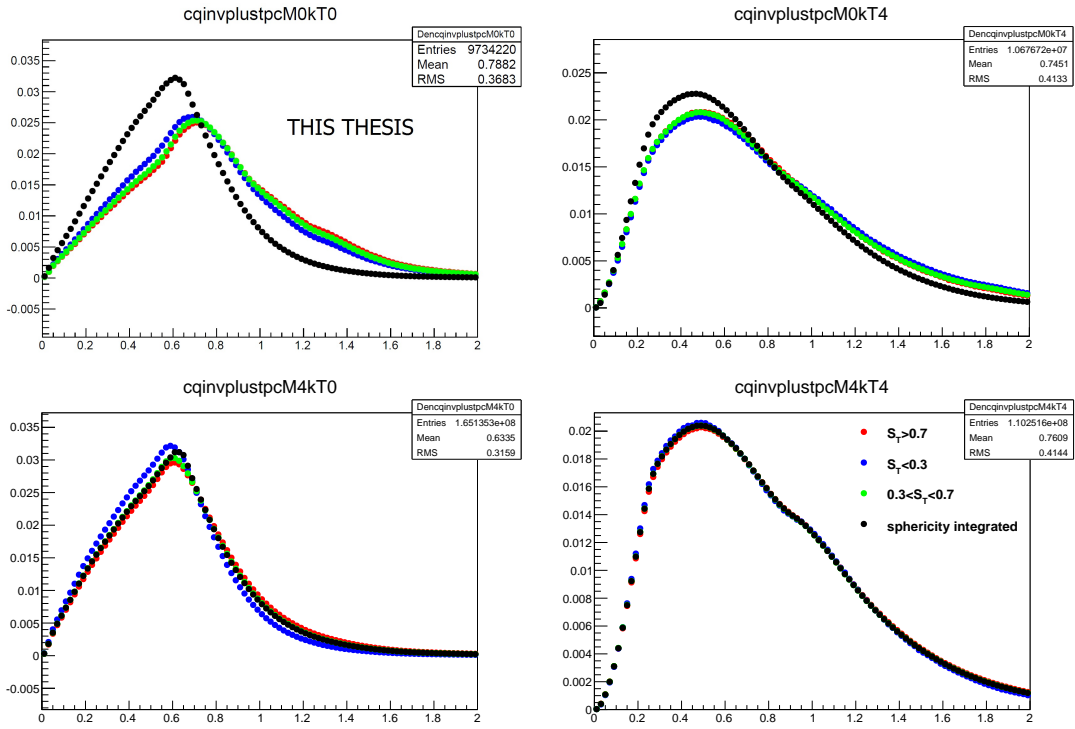 cqinvplustpcM0kT0
DencqinvplustpcM0kT0
Entries 9734220
Mean 0.7882
RMS 0.3683
THIS THESIS
0.035
0.03
0.025
0.02
0.015
0.01
0.005
0
-0.005
0 0.2 0.4 0.6 0.8 1 1.2 1.4 1.6 1.8 2
cqinvplustpcM0kT4
DencqinvplustpcM0kT4
Entries 1.067672e+07
Mean 0.7451
RMS 0.4133
0.025
0.02
0.015
0.01
0.005
0
0 0.2 0.4 0.6 0.8 1 1.2 1.4 1.6 1.8 2
cqinvplustpcM4kT0
DencqinvplustpcM4kT0
Entries 1.651353e+08
Mean 0.6335
RMS 0.3159
0.035
0.03
0.025
0.02
0.015
0.01
0.005
0
-0.005
0 0.2 0.4 0.6 0.8 1 1.2 1.4 1.6 1.8 2
cqinvplustpcM4kT4
DencqinvplustpcM4kT4
Entries 1.102516e+08
Mean 0.7609
RMS 0.4144
S_T>0.7
S_T<0.3
0.3<S_T<0.7
sphericity integrated
0.02
0.018
0.016
0.014
0.012
0.01
0.008
0.006
0.004
0.002
0
0 0.2 0.4 0.6 0.8 1 1.2 1.4 1.6 1.8 2